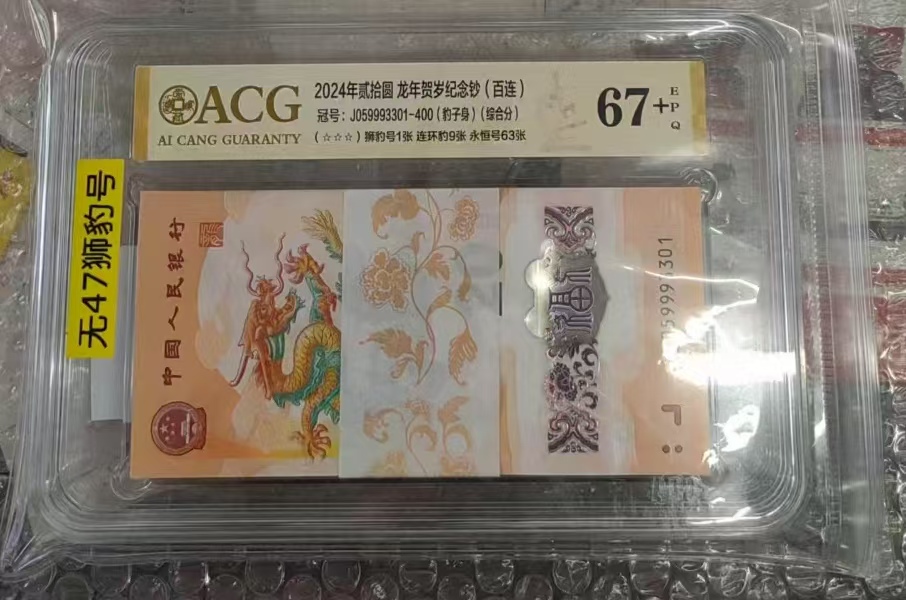 ACG
AI CANG GUARANTY
2024年贰拾圆 龙年贺岁纪念钞（百连）
冠号：J059993301-400（豹子身）（综合分）
（☆☆☆）狮豹号1张 连环豹9张 永恒号63张
67+
EPQ
无47狮豹号
中国人民银行
福
301